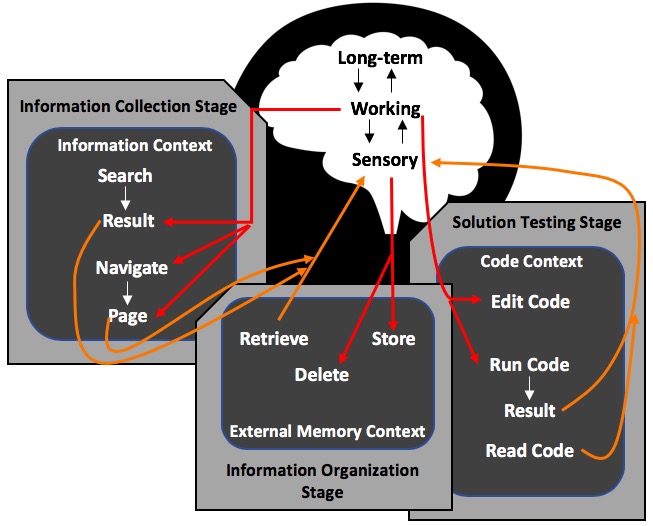 Long-term
Working
Sensory
Information Collection Stage
Information Context
Search
Result
Navigate
Page
Solution Testing Stage
Code Context
Edit Code
Run Code
Result
Read Code
Retrieve
Store
Delete
External Memory Context
Information Organization
Stage